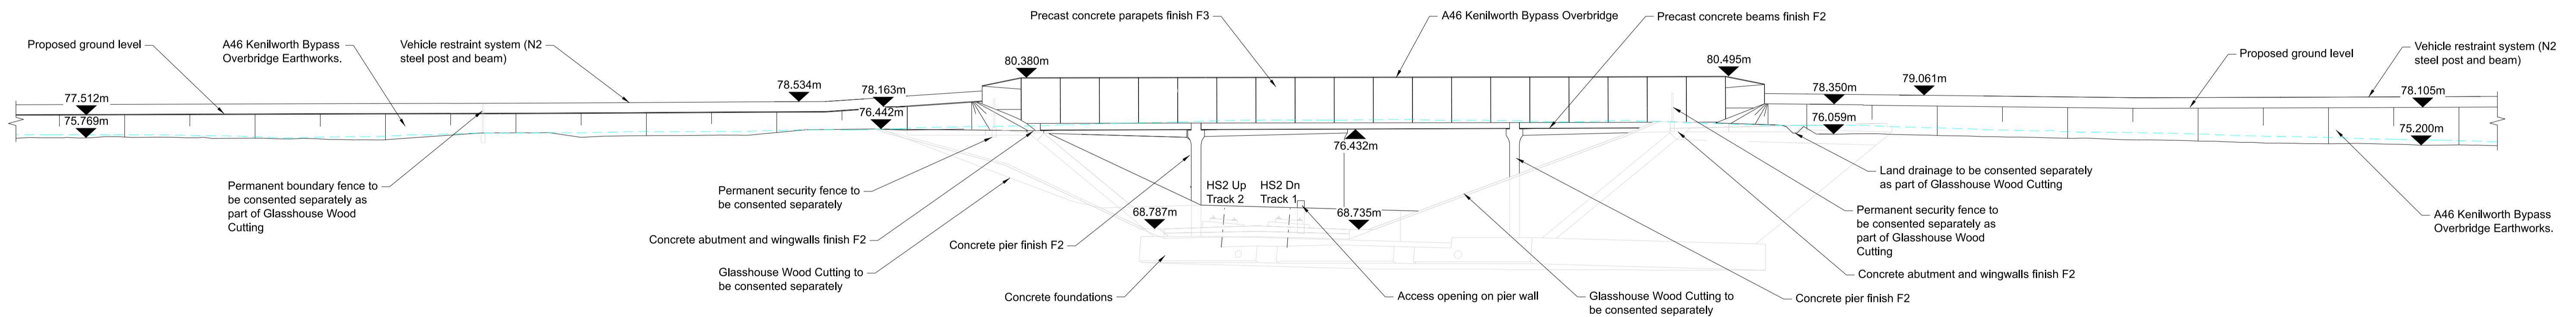 Precast concrete parapets finish F3
A46 Kenilworth Bypass Overbridge
Precast concrete beams finish F2
Proposed ground level
A46 Kenilworth Bypass
Overbridge Earthworks.
Vehicle restraint system (N2
steel post and beam)
Proposed ground level
Vehicle restraint system (N2
steel post and beam)
80.380m
80.495m
77.512m
78.534m
78.163m
78.350m
79.061m
78.105m
75.769m
76.442m
76.432m
76.059m
75.200m
Permanent boundary fence to
be consented separately as
part of Glasshouse Wood
Cutting
Permanent security fence to
be consented separately
HS2 Up
Track 2
HS2 Dn
Track 1
68.787m
68.735m
Land drainage to be consented separately
as part of Glasshouse Wood Cutting
Permanent security fence to
be consented separately as
part of Glasshouse Wood
Cutting
A46 Kenilworth Bypass
Overbridge Earthworks.
Concrete abutment and wingwalls finish F2
Concrete pier finish F2
Glasshouse Wood Cutting to
be consented separately
Concrete abutment and wingwalls finish F2
Concrete foundations
Access opening on pier wall
Glasshouse Wood Cutting to
be consented separately
Concrete pier finish F2